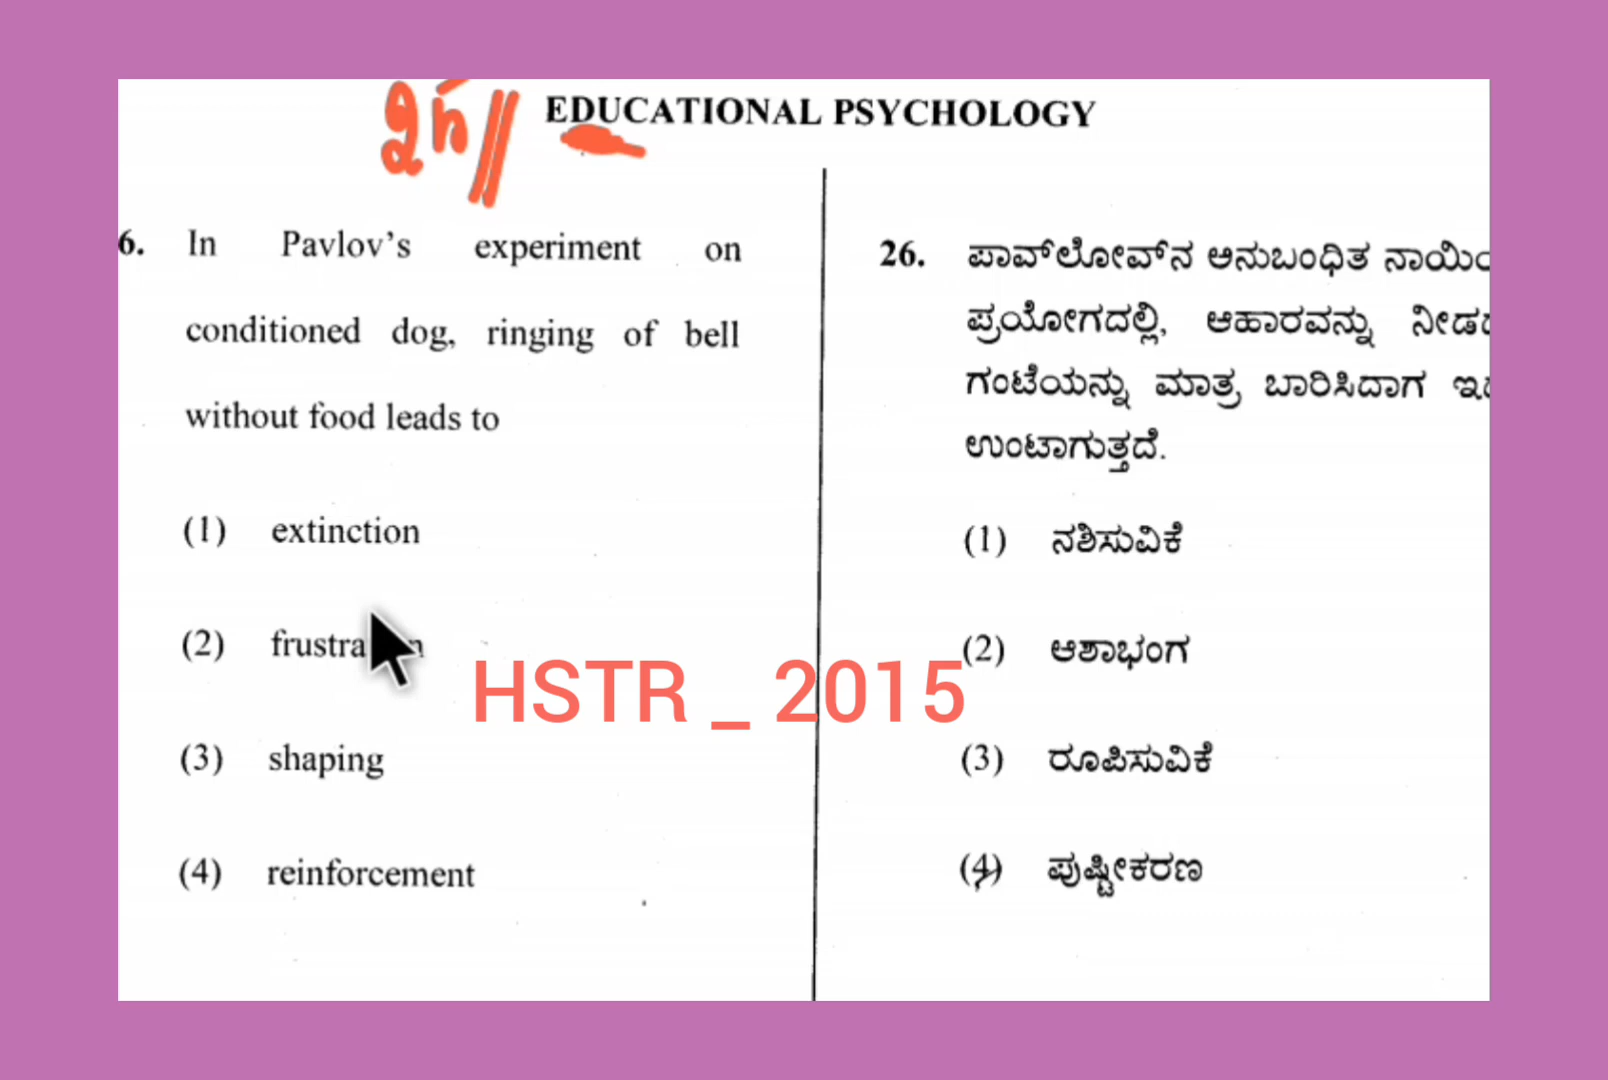 EDUCATIONAL PSYCHOLOGY
6. In Pavlov's experiment on
conditioned dog, ringing of bell
without food leads to
(1) extinction
(2)
(3) shaping
(4) reinforcement
26. ಪಾವ್‌ಲೋವ್‌ನ ಅನುಬಂಧಿತ
ಪ್ರಯೋಗದಲ್ಲಿ, ಆಹಾರವನ್ನು
ಗಂಟೆಯನ್ನು ಮಾತ್ರ ಬಾರಿಸಿದಾಗ
ಉಂಟಾಗುತ್ತದೆ.
(1) ನಶಿಸುವಿಕೆ
(2) ಆಶಾಭಂಗ
(3) ರೂಪಿಸುವಿಕೆ
(4) ಪುಷ್ಟೀಕರಣ
HSTR _ 2015